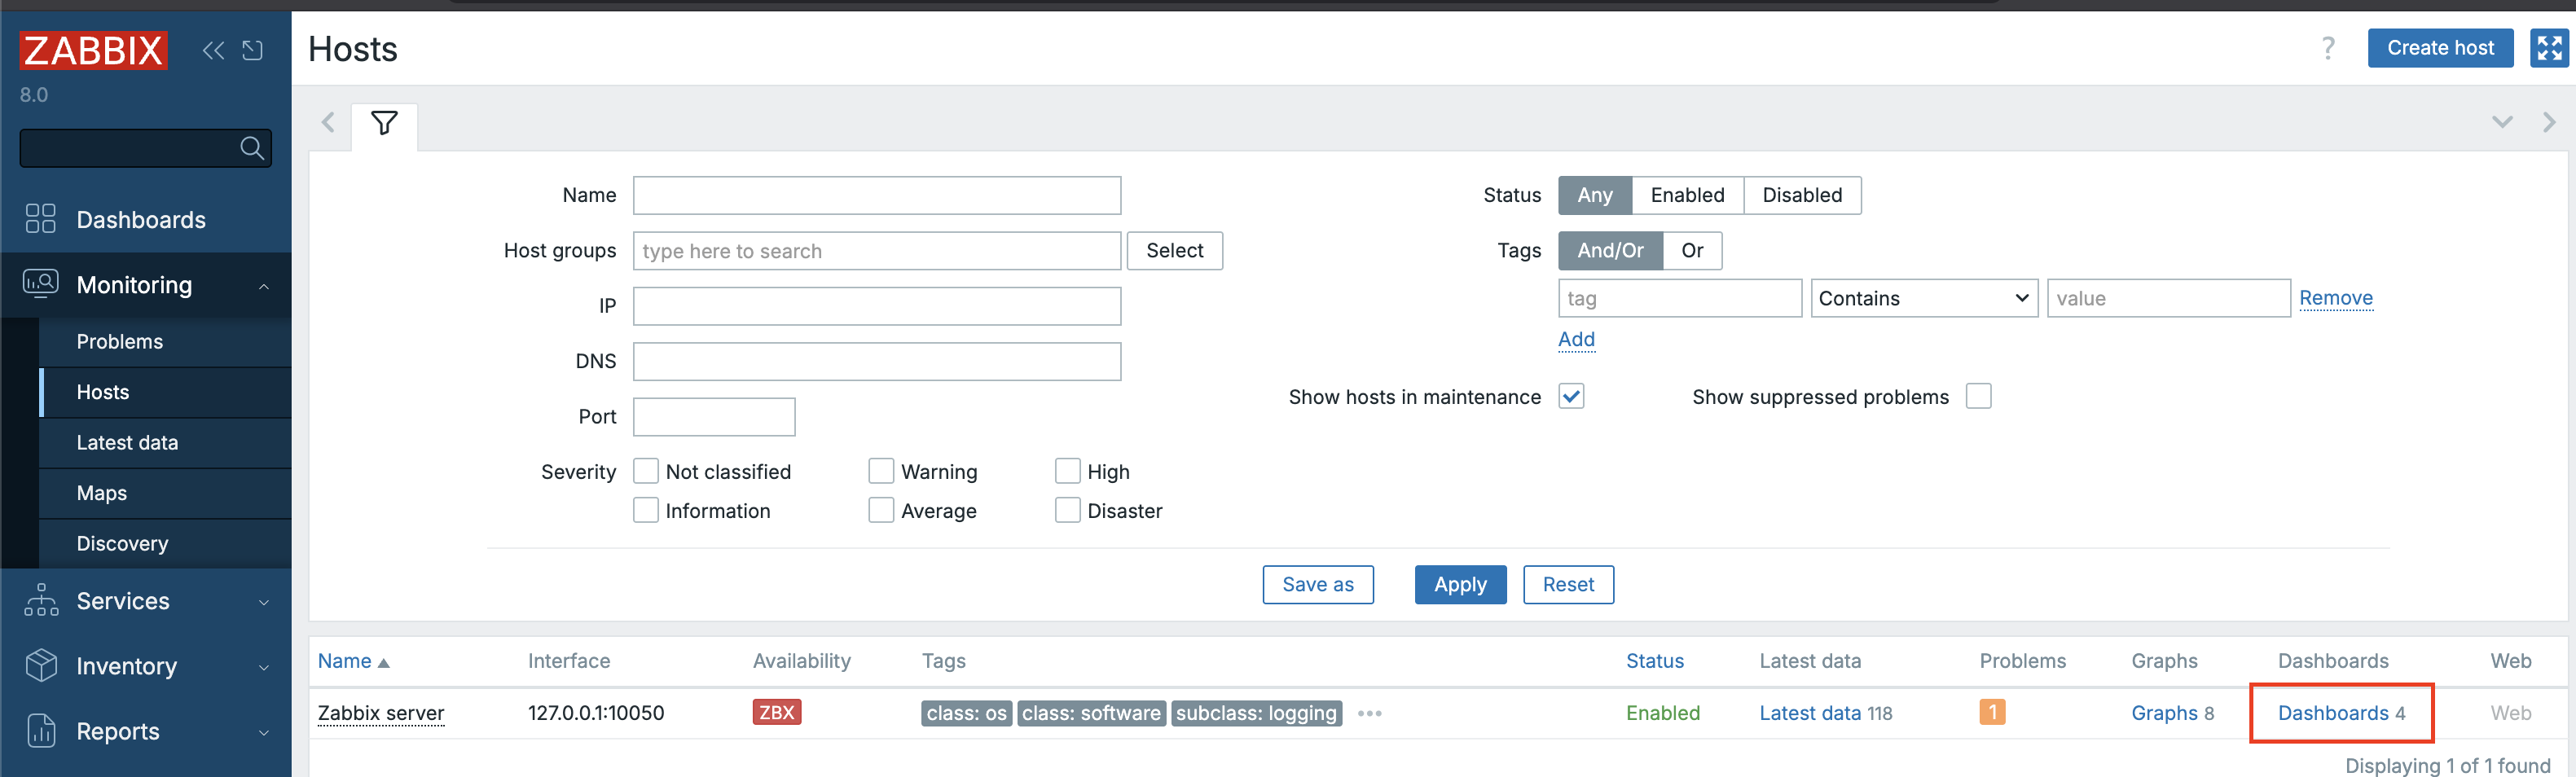 ZABBIX
8.0
Dashboards
Monitoring
Problems
Hosts
Latest data
Maps
Discovery
Services
Inventory
Reports
Hosts
? Create host
Name
Host groups type here to search Select
IP
DNS
Port
Severity Not classified Warning High
Information Average Disaster
Status Any Enabled Disabled
Tags And/Or Or
tag Contains value Remove
Add
Show hosts in maintenance Show suppressed problems
Save as Apply Reset
Name ▲ Interface Availability Tags Status Latest data Problems Graphs Dashboards Web
Zabbix server 127.0.0.1:10050 ZBX class: os class: software subclass: logging ••• Enabled Latest data 118 1 Graphs 8 Dashboards 4 Web
Displaying 1 of 1 found